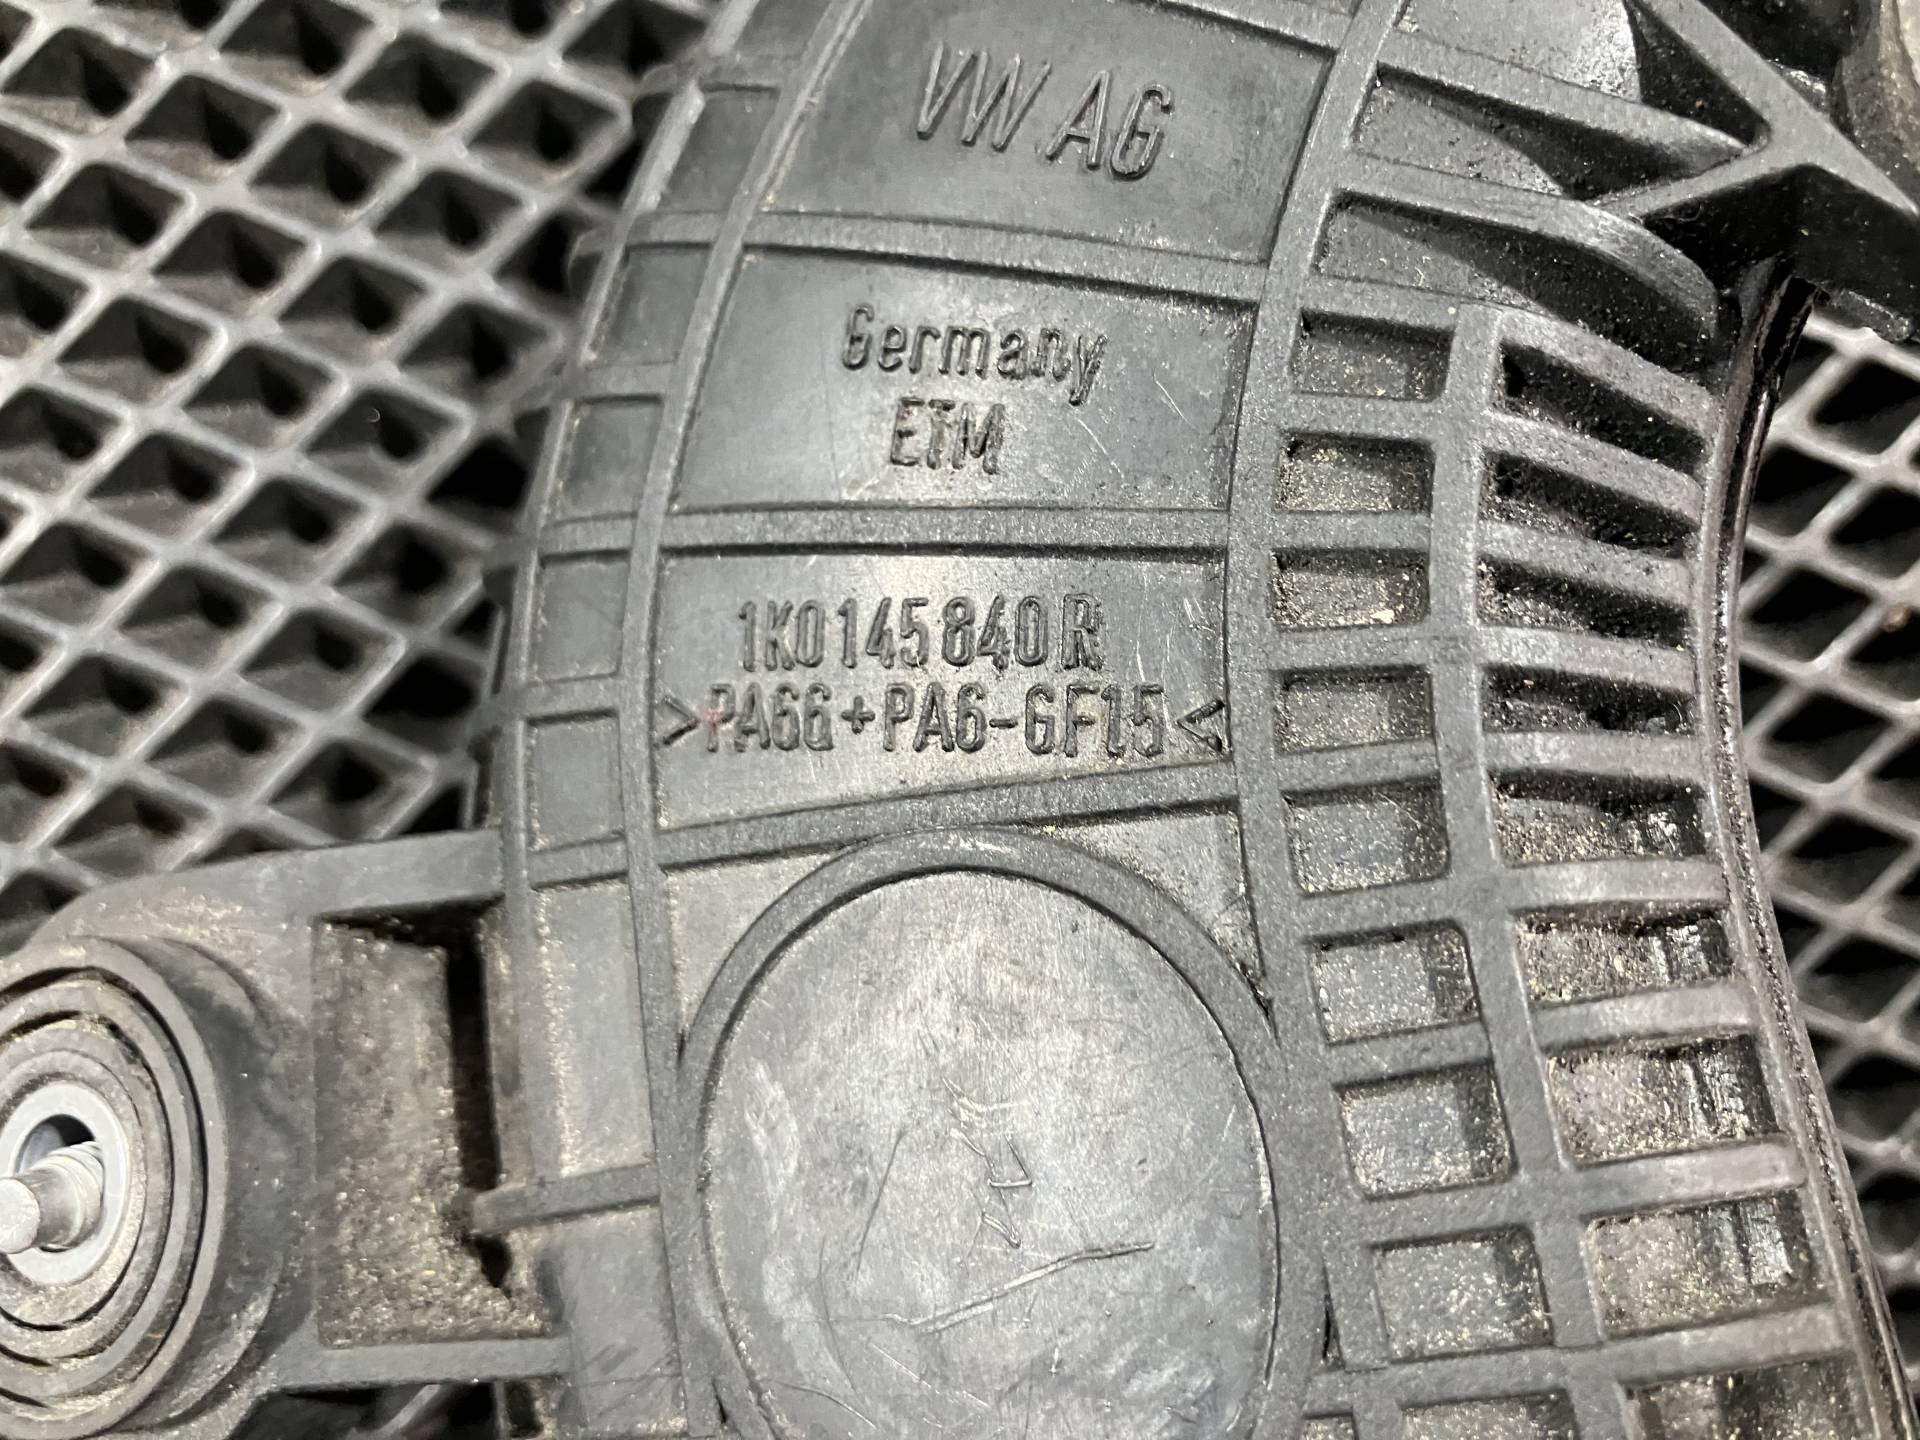 VW AG
Germany
ETM
1K0145840R
>PA66+PA6-GF15<